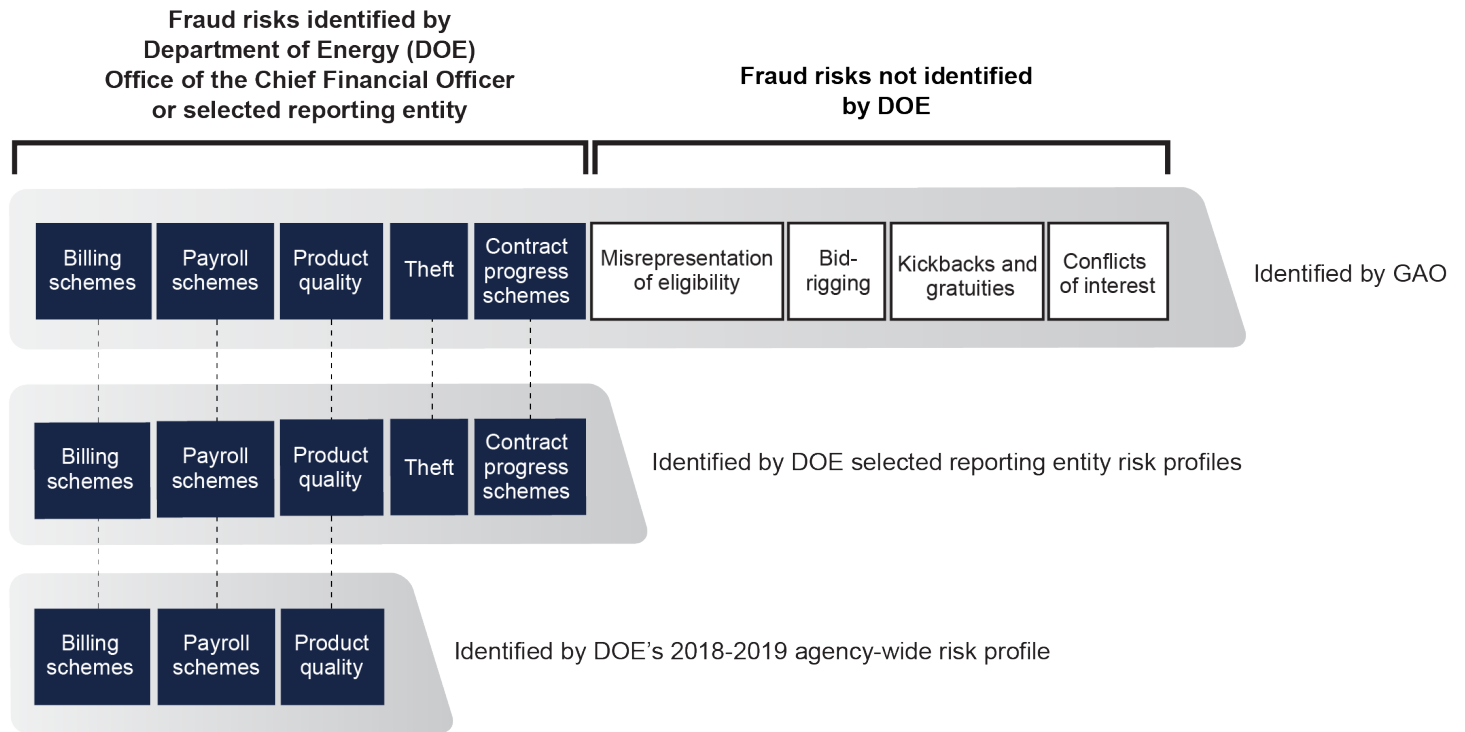 Fraud risks identified by
Department of Energy (DOE)
Office of the Chief Financial Officer
or selected reporting entity
Fraud risks not identified
by DOE
Billing
schemes
Payroll
schemes
Product
quality
Theft
Contract
progress
schemes
Misrepresentation
of eligibility
Bid-
rigging
Kickbacks and
gratuities
Conflicts
of interest
Identified by GAO
Billing
schemes
Payroll
schemes
Product
quality
Theft
Contract
progress
schemes
Identified by DOE selected reporting entity risk profiles
Billing
schemes
Payroll
schemes
Product
quality
Identified by DOE’s 2018-2019 agency-wide risk profile